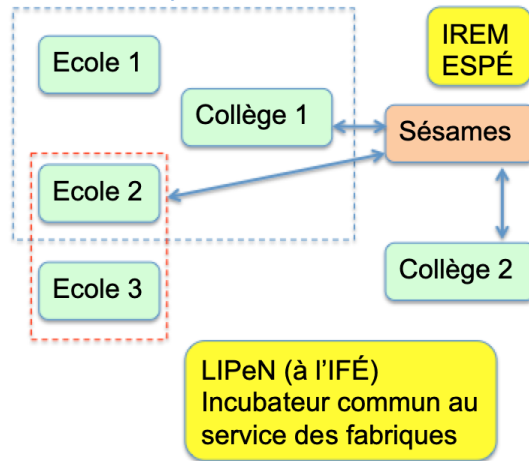 Ecole 1
IREM
ESPÉ
Collège 1
Sésames
Ecole 2
Collège 2
Ecole 3
LIPeN (à l'IFÉ)
Incubateur commun au
service des fabriques